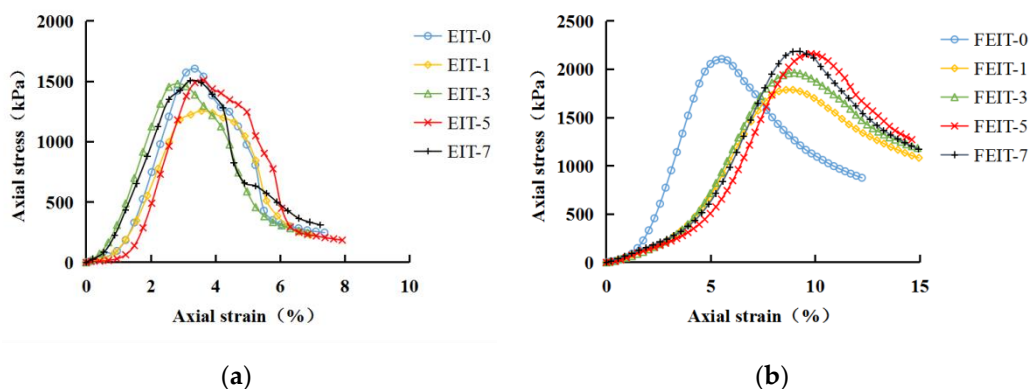 2000
1500
1000
500
0
Axial stress（kPa）
0
2
4
6
8
10
Axial strain（%）
EIT-0
EIT-1
EIT-3
EIT-5
EIT-7
(a)
2500
2000
1500
1000
500
0
Axial stress（kPa）
0
5
10
15
Axial strain（%）
FEIT-0
FEIT-1
FEIT-3
FEIT-5
FEIT-7
(b)